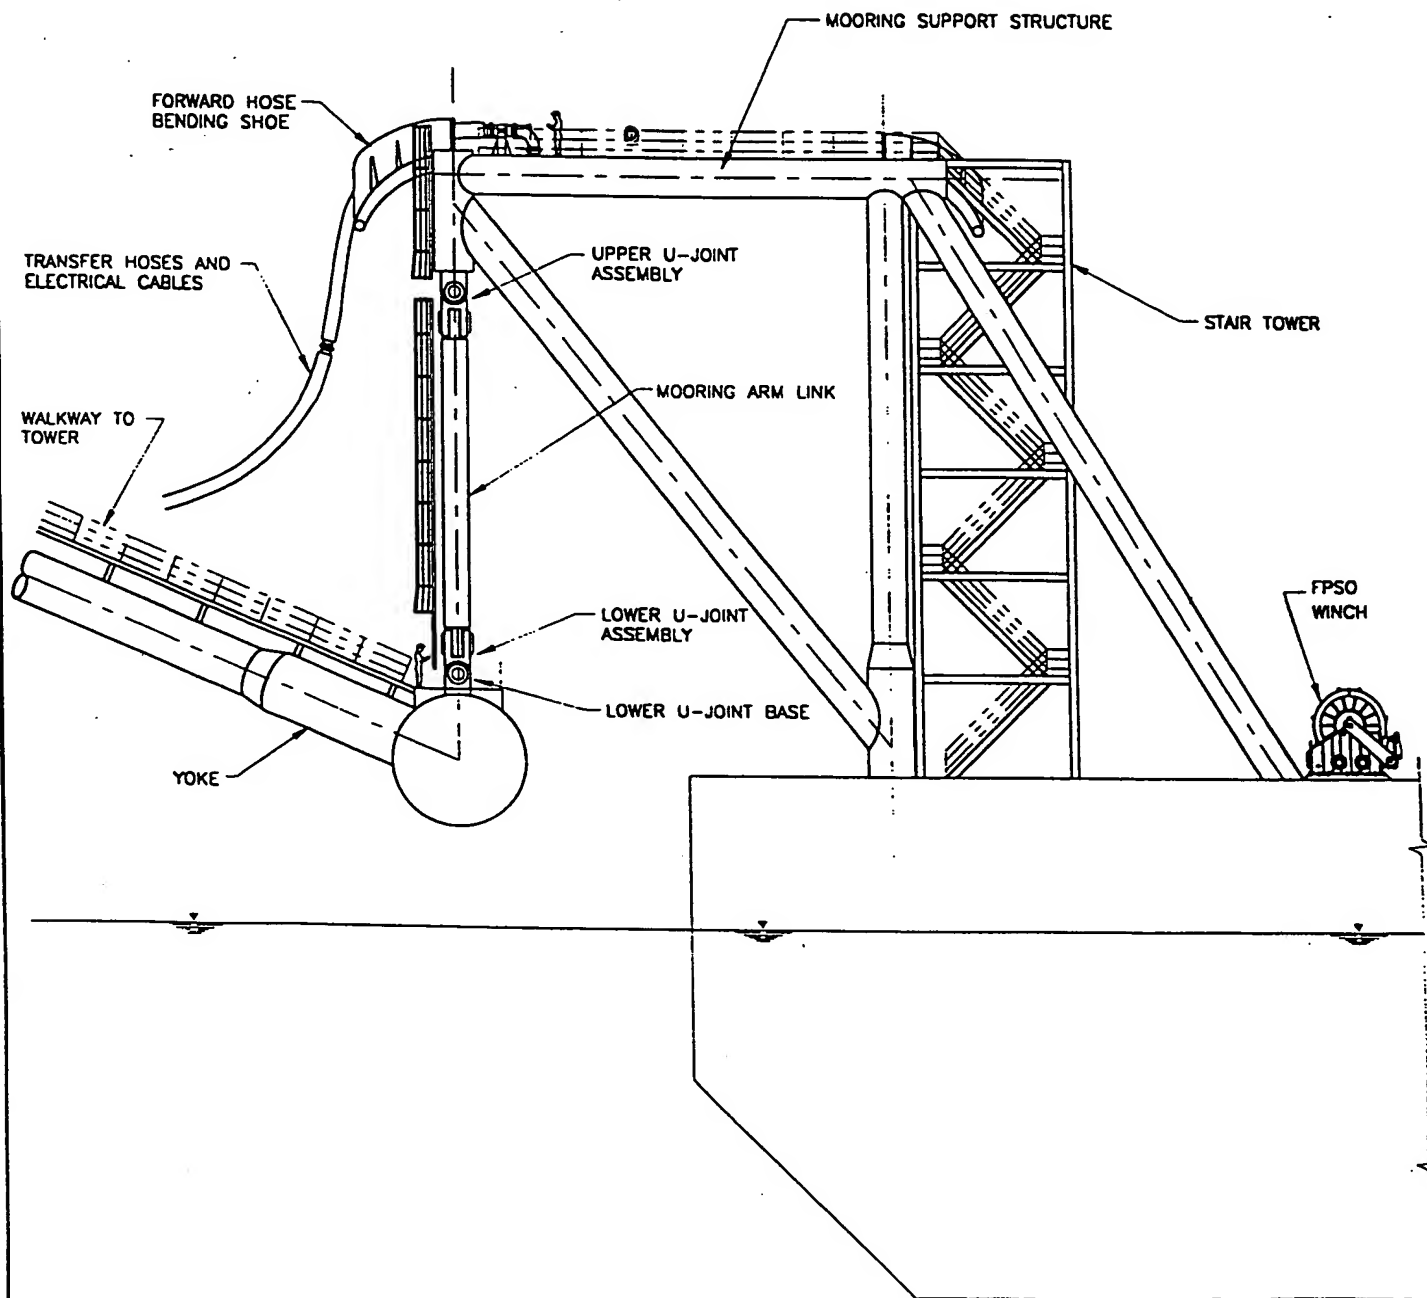 MOORING SUPPORT STRUCTURE
FORWARD HOSE
BENDING SHOE
UPPER U-JOINT
ASSEMBLY
TRANSFER HOSES AND
ELECTRICAL CABLES
STAIR TOWER
MOORING ARM LINK
WALKWAY TO
TOWER
FPSO
WINCH
LOWER U-JOINT
ASSEMBLY
LOWER U-JOINT BASE
YOKE